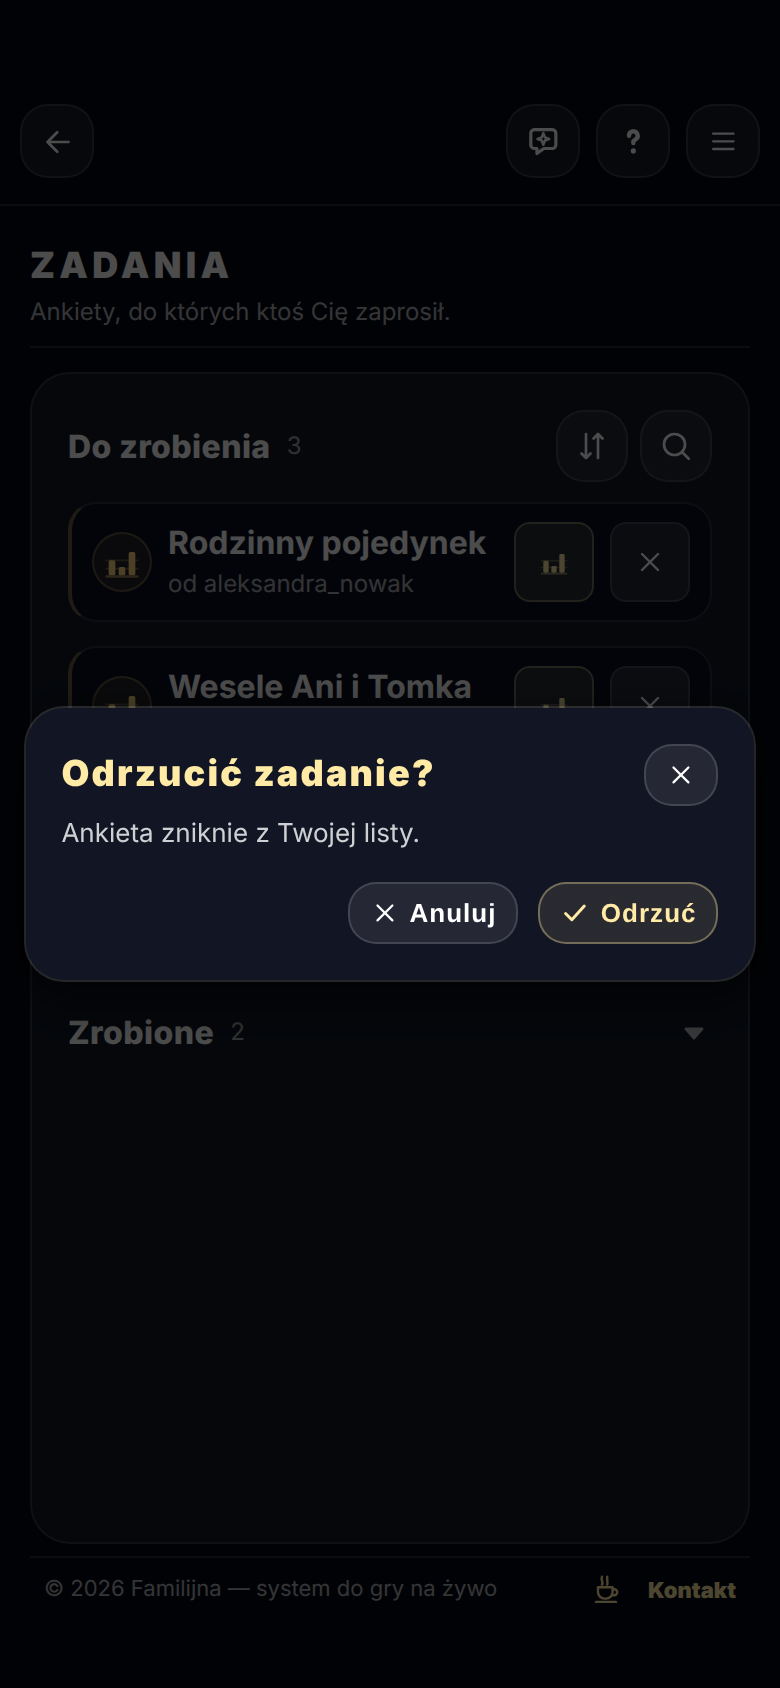 ZADANIA
Ankiety, do których ktoś Cię zaprosił.
Do zrobienia 3
Rodzinny pojedynek
od aleksandra_nowak
Wesele Ani i Tomka
Odrzucić zadanie?
Ankieta zniknie z Twojej listy.
Anuluj Odrzuć
Zrobione 2
© 2026 Familijna — system do gry na żywo Kontakt